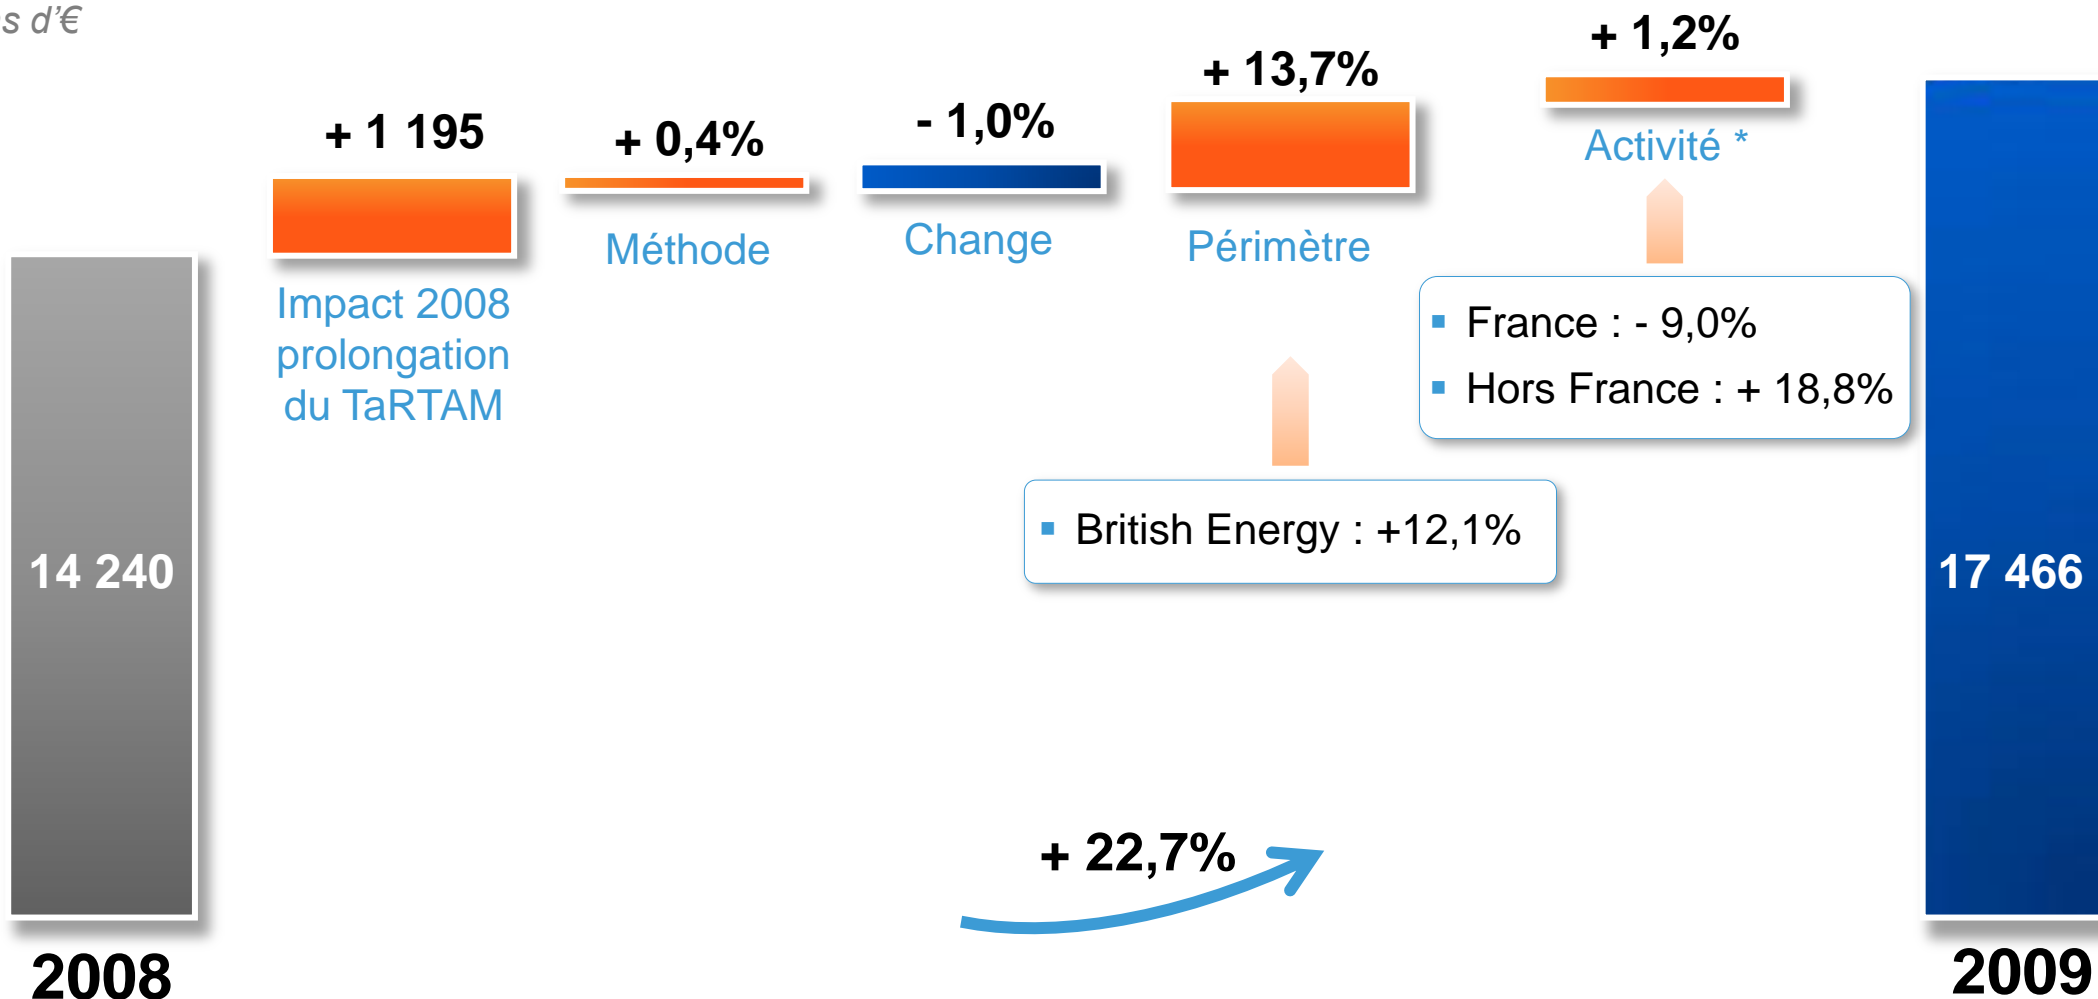 d'€
+ 1 195
Impact 2008
prolongation
du TaRTAM
+ 0,4%
Méthode
- 1,0%
Change
+ 13,7%
Périmètre
+ 1,2%
Activité *
▪ France : - 9,0%
▪ Hors France : + 18,8%
▪ British Energy : +12,1%
14 240
17 466
+ 22,7%
2008
2009